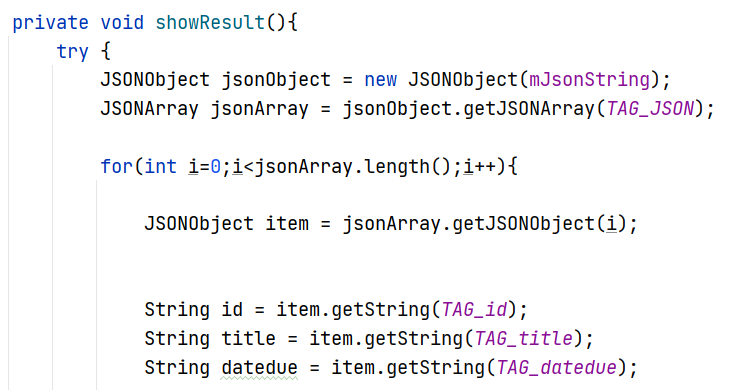 private void showResult(){
try {
JSONObject jsonObject = new JSONObject(mJsonString);
JSONArray jsonArray = jsonObject.getJSONArray(TAG_JSON);
for(int i=0;i<jsonArray.length();i++){
JSONObject item = jsonArray.getJSONObject(i);
String id = item.getString(TAG_id);
String title = item.getString(TAG_title);
String datedue = item.getString(TAG_datedue);